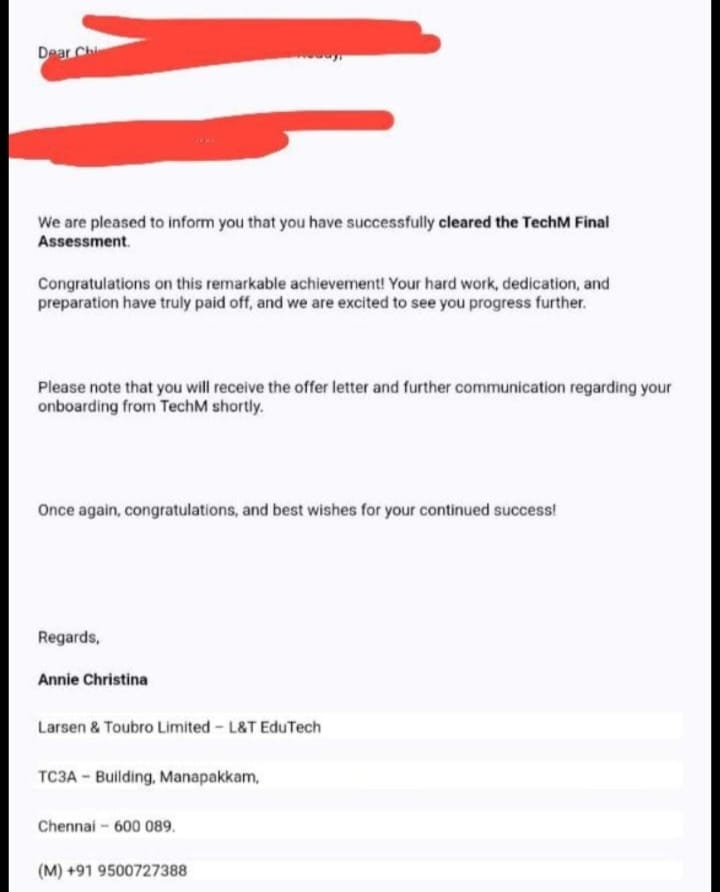 Dear
We are pleased to inform you that you have successfully cleared the TechM Final
Assessment.
Congratulations on this remarkable achievement! Your hard work, dedication, and
preparation have truly paid off, and we are excited to see you progress further.
Please note that you will receive the offer letter and further communication regarding your
onboarding from TechM shortly.
Once again, congratulations, and best wishes for your continued success!
Regards,
Annie Christina
Larsen & Toubro Limited – L&T EduTech
TC3A – Building, Manapakkam,
Chennai – 600 089.
(M) +91 9500727388